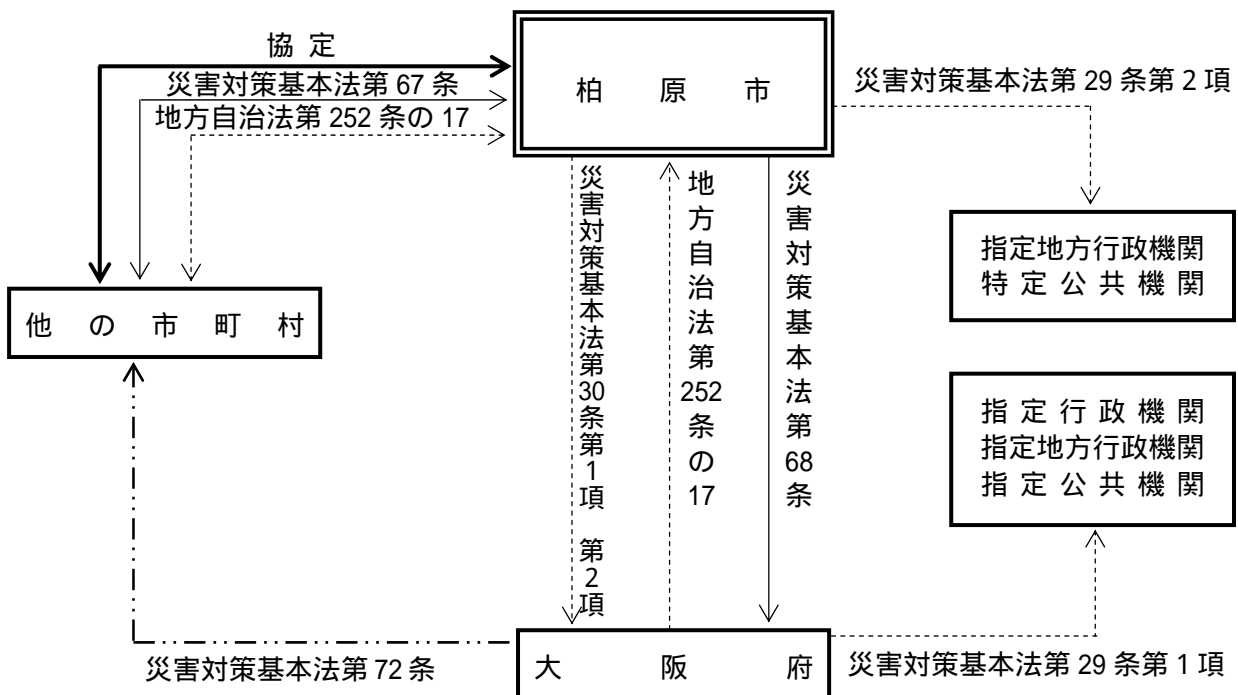 協 定
災害対策基本法第 67 条
地方自治法第 252 条の 17
柏 原 市
災害対策基本法第 29 条第 2 項
指定地方行政機関
特 定 公 共 機 関
他 の 市 町 村
災害対策基本法第30条第1項 第2項
地方自治法第252条の17
災害対策基本法第68条
指 定 行 政 機 関
指定地方行政機関
指 定 公 共 機 関
災害対策基本法第 72 条
大 阪 府
災害対策基本法第 29 条第 1 項